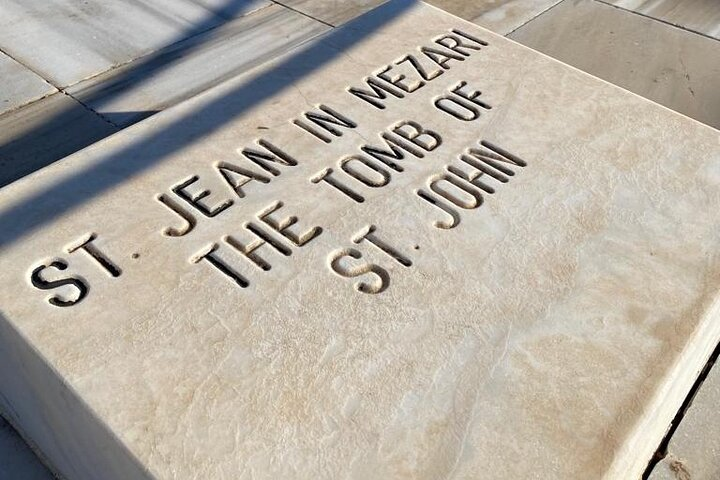 ST. JEAN IN MEZARI
THE TOMB OF
ST. JOHN